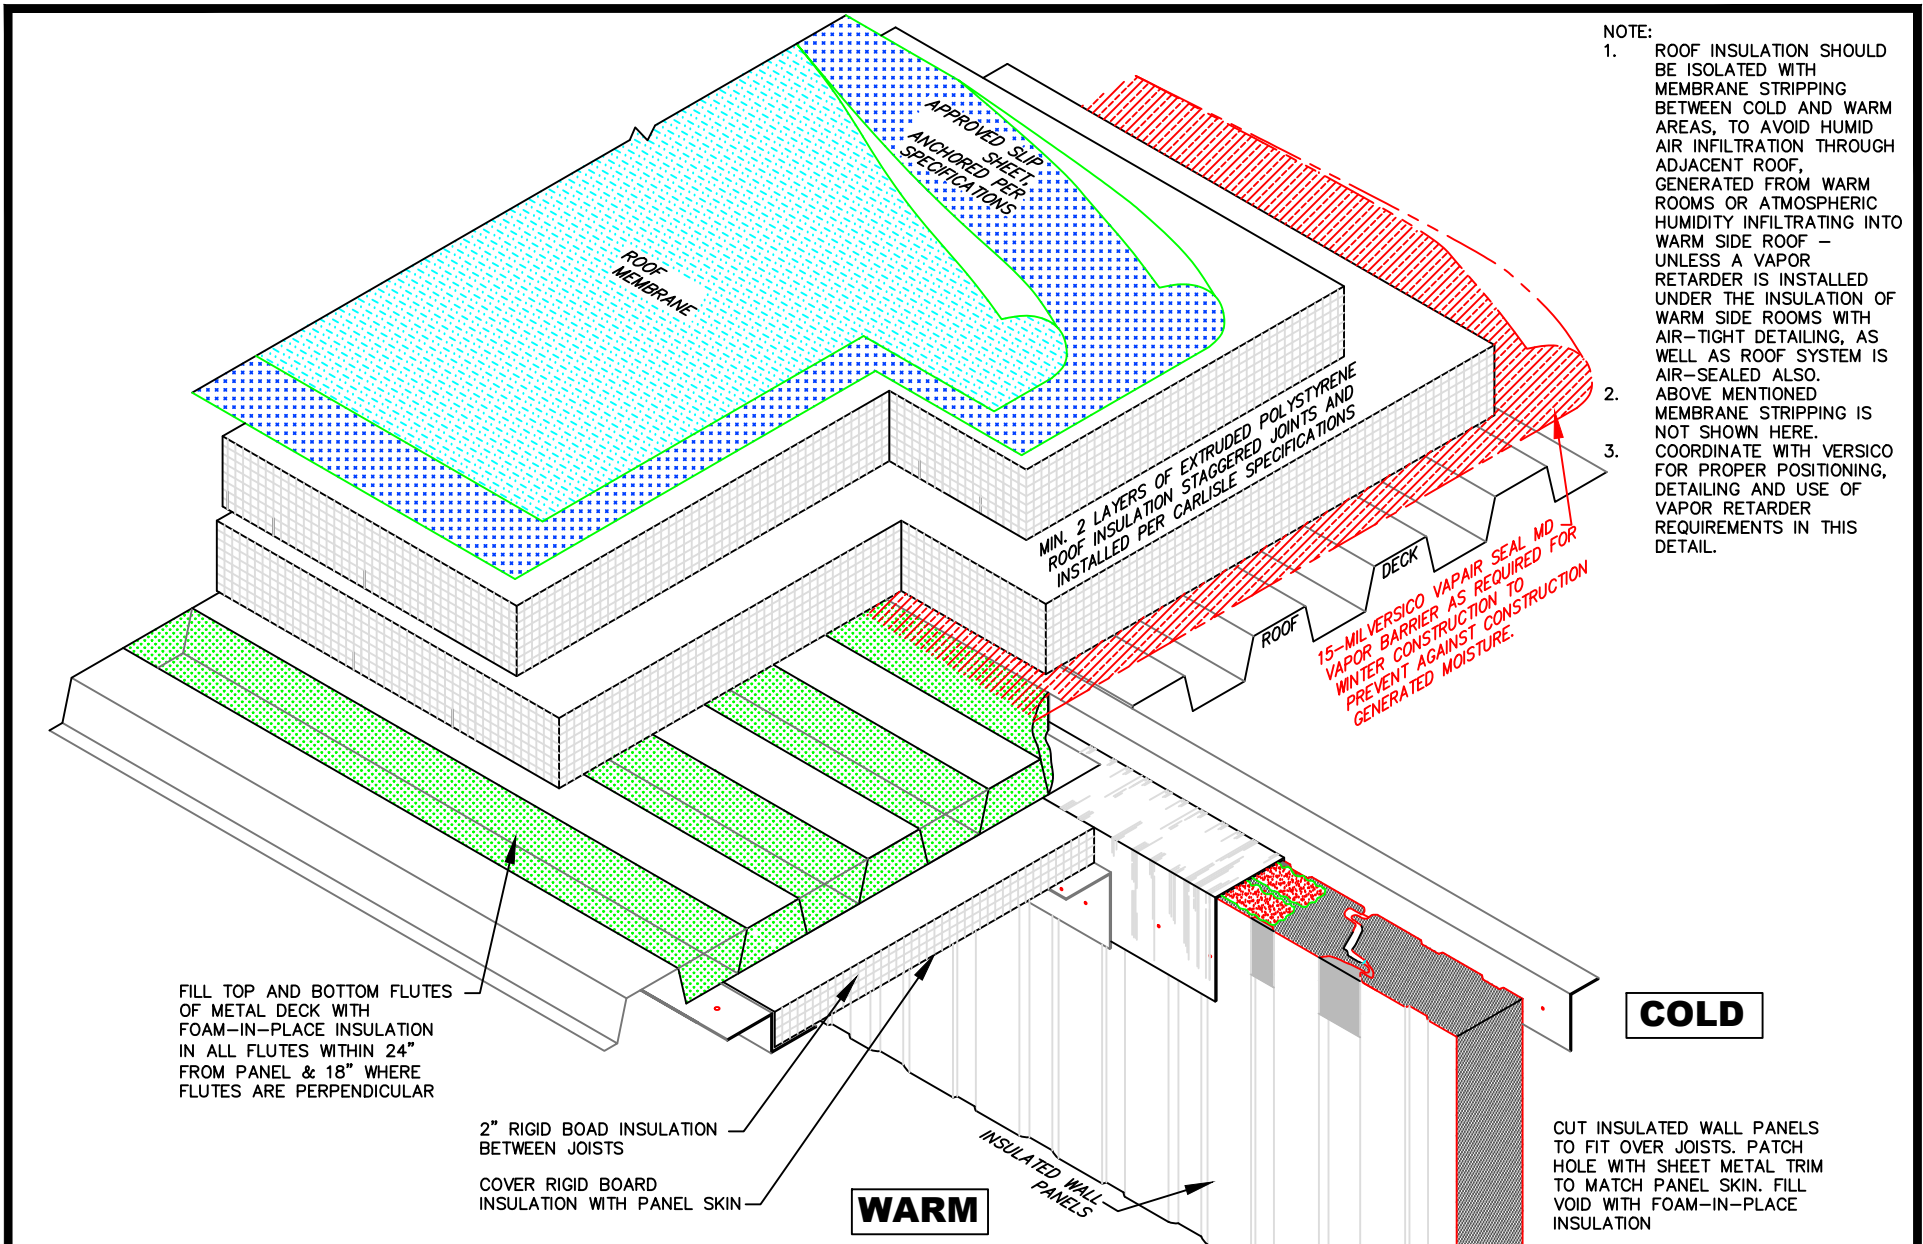 NOTE:
1. ROOF INSULATION SHOULD
BE ISOLATED WITH
MEMBRANE STRIPPING
BETWEEN COLD AND WARM
AREAS, TO AVOID HUMID
AIR INFILTRATION THROUGH
ADJACENT ROOF,
GENERATED FROM WARM
ROOMS OR ATMOSPHERIC
HUMIDITY INFILTRATING INTO
WARM SIDE ROOF –
UNLESS A VAPOR
RETARDER IS INSTALLED
UNDER THE INSULATION OF
WARM SIDE ROOMS WITH
AIR–TIGHT DETAILING, AS
WELL AS ROOF SYSTEM IS
AIR–SEALED ALSO.
2. ABOVE MENTIONED
MEMBRANE STRIPPING IS
NOT SHOWN HERE.
3. COORDINATE WITH VERSICO
FOR PROPER POSITIONING,
DETAILING AND USE OF
VAPOR RETARDER
REQUIREMENTS IN THIS
DETAIL.
APPROVED SLIP
SHEET,
ANCHORED PER
SPECIFICATIONS
ROOF
MEMBRANE
MIN. 2 LAYERS OF EXTRUDED POLYSTYRENE
ROOF INSULATION STAGGERED JOINTS AND
INSTALLED PER CARLISLE SPECIFICATIONS
ROOF
DECK
15–MIL VERSICO VAPAIR SEAL MD
VAPOR BARRIER AS REQUIRED FOR
WINTER CONSTRUCTION TO
PREVENT AGAINST CONSTRUCTION
GENERATED MOISTURE.
FILL TOP AND BOTTOM FLUTES
OF METAL DECK WITH
FOAM–IN–PLACE INSULATION
IN ALL FLUTES WITHIN 24"
FROM PANEL & 18" WHERE
FLUTES ARE PERPENDICULAR
2" RIGID BOAD INSULATION
BETWEEN JOISTS
COVER RIGID BOARD
INSULATION WITH PANEL SKIN
WARM
INSULATED WALL
PANELS
COLD
CUT INSULATED WALL PANELS
TO FIT OVER JOISTS. PATCH
HOLE WITH SHEET METAL TRIM
TO MATCH PANEL SKIN. FILL
VOID WITH FOAM–IN–PLACE
INSULATION